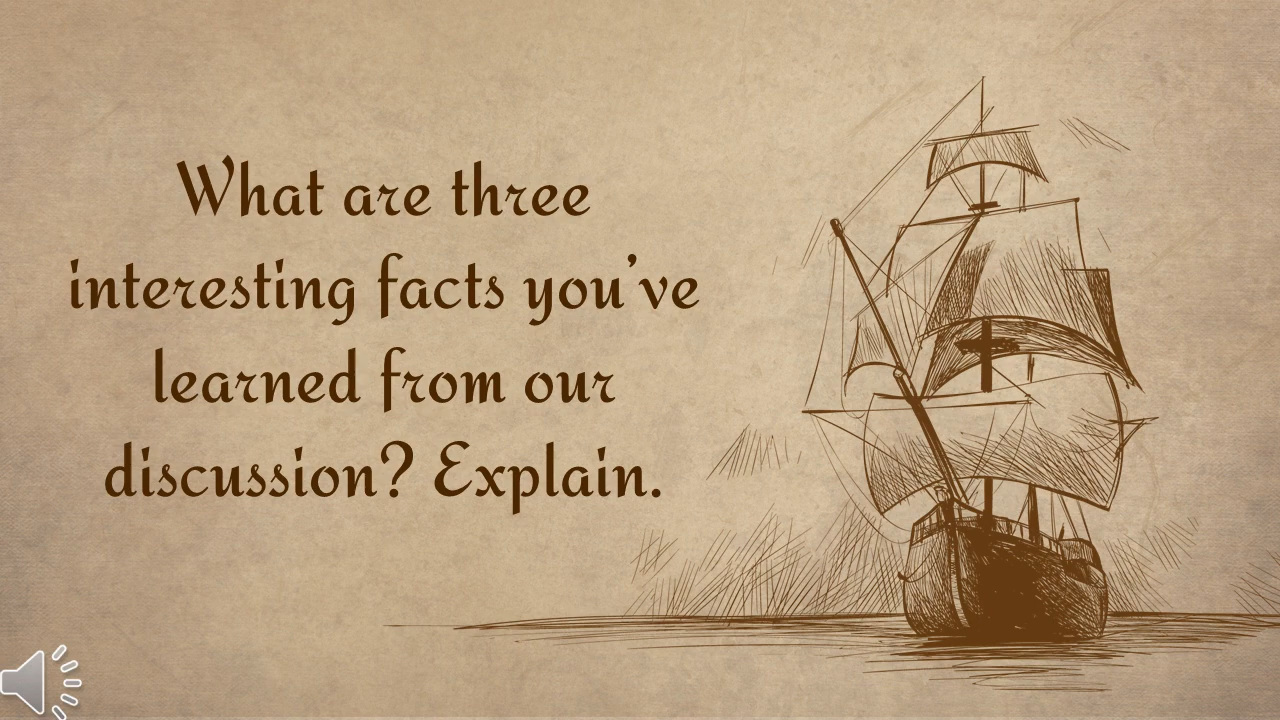 What are three
interesting facts you’ve
learned from our
discussion? Explain.